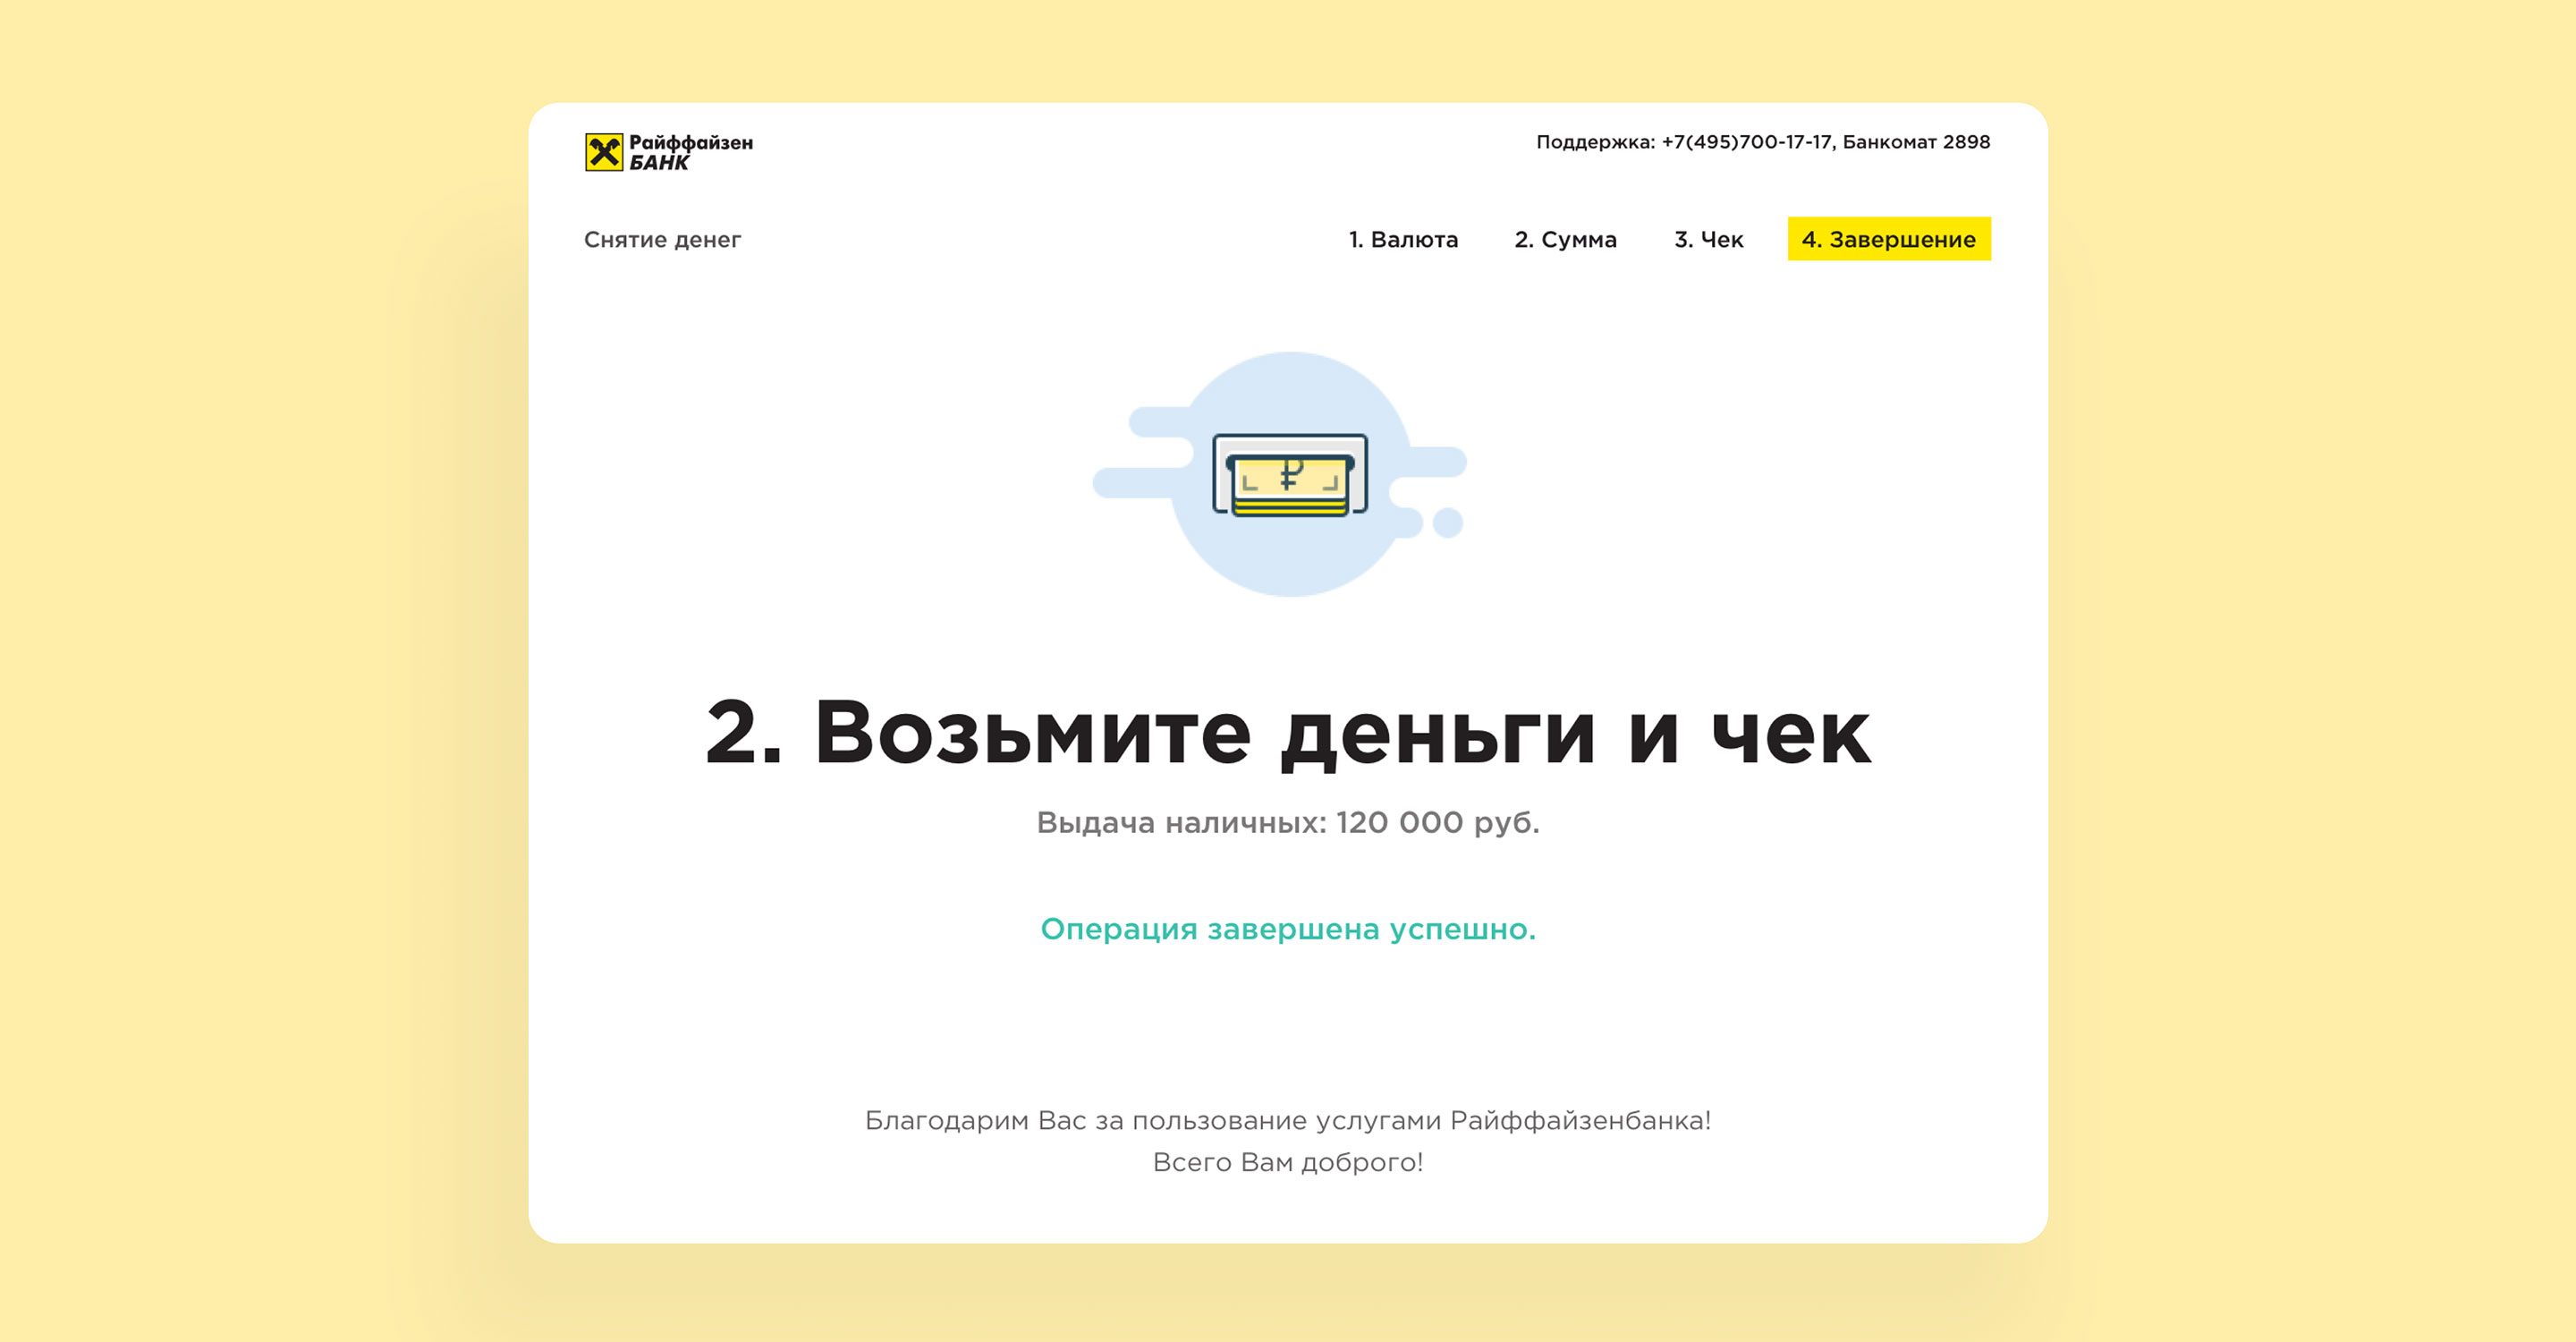 Райффайзен
БАНК
Поддержка: +7(495)700-17-17, Банкомат 2898
Снятие денег
1. Валюта
2. Сумма
3. Чек
4. Завершение
₽
2. Возьмите деньги и чек
Выдача наличных: 120 000 руб.
Операция завершена успешно.
Благодарим Вас за пользование услугами Райффайзенбанка!
Всего Вам доброго!